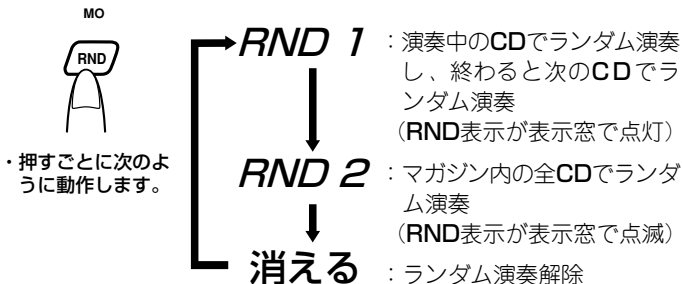 MO
RND
・押すごとに次のよ
うに動作します。
RND 1
：演奏中のCDでランダム演奏
し、終わると次のCDでラ
ンダム演奏
（RND表示が表示窓で点灯）
RND 2
：マガジン内の全CDでランダ
ム演奏
（RND表示が表示窓で点滅）
消える
：ランダム演奏解除